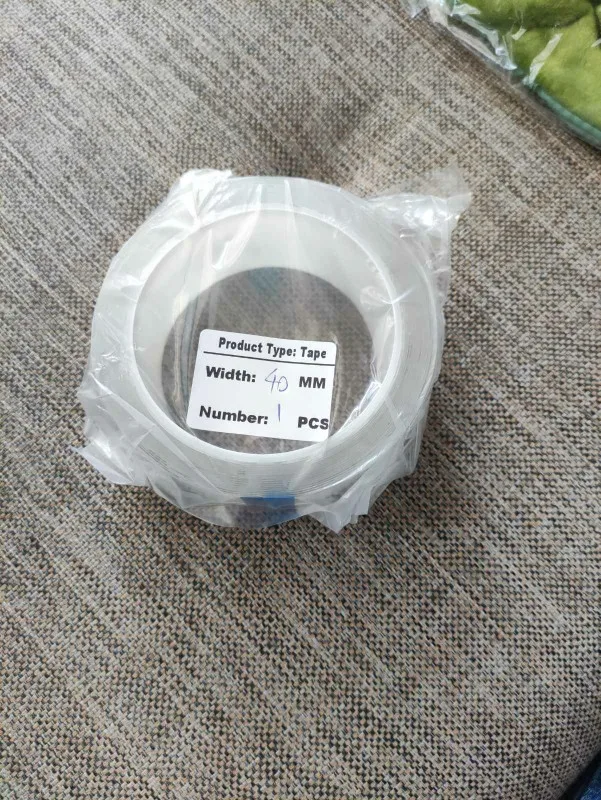 Product Type: Tape
Width: 40 MM
Number: 1 PCS